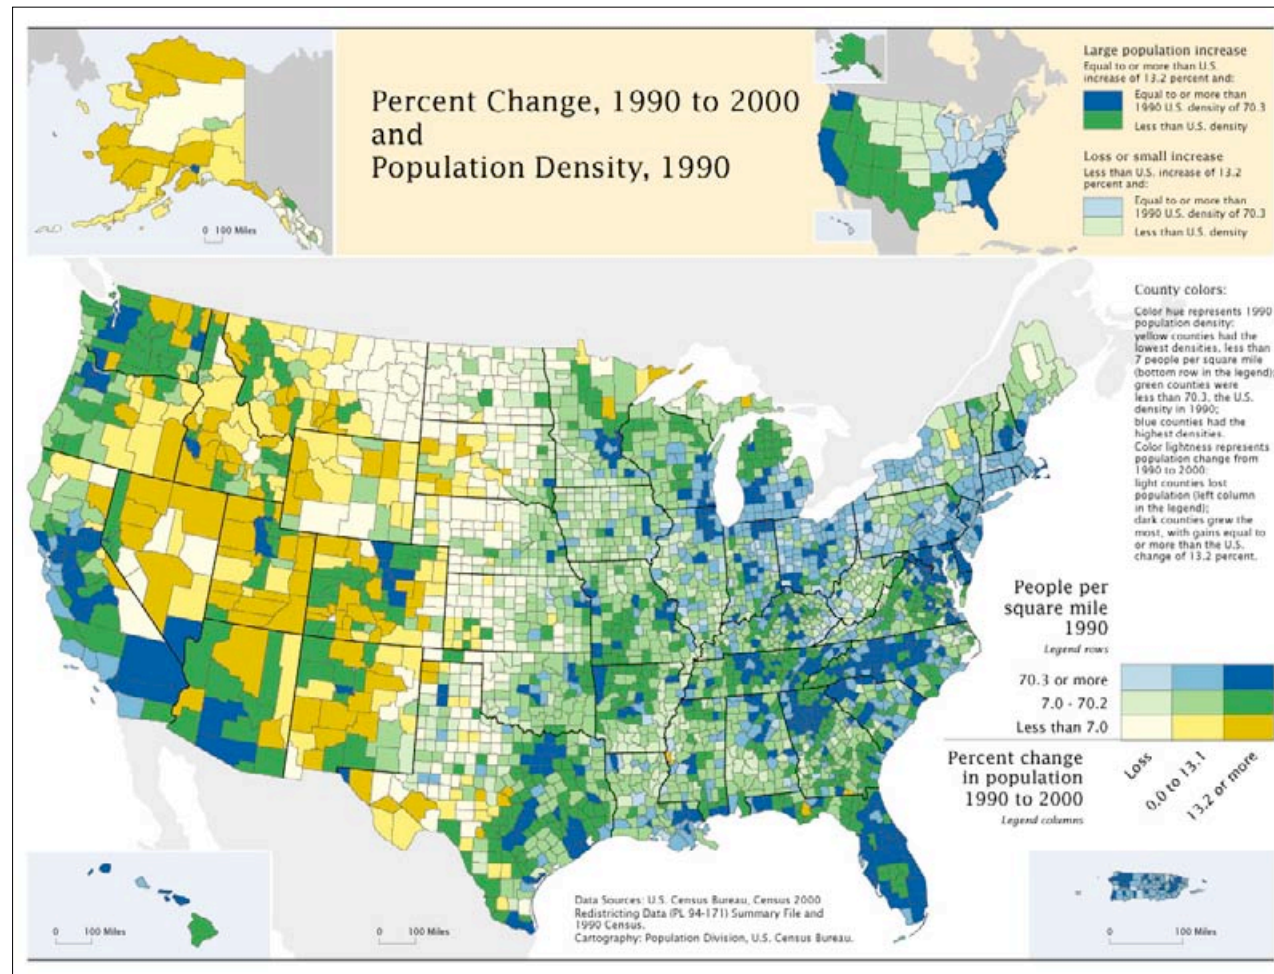 Percent Change, 1990 to 2000
and
Population Density, 1990
0 100 Miles
Large population increase
Equal to or more than U.S.
increase of 13.2 percent and:
Equal to or more than
1990 U.S. density of 70.3
Less than U.S. density
Loss or small increase
Less than U.S. increase of 13.2
percent and:
Equal to or more than
1990 U.S. density of 70.3
Less than U.S. density
County colors:
Color hue represents 1990
population density:
yellow counties had the
lowest densities, less than
7 people per square mile
(bottom row in the legend);
green counties were
less than 70.3, the U.S.
density in 1990;
blue counties had the
highest densities.
Color lightness represents
population change from
1990 to 2000:
light counties lost
population (left column
in the legend);
dark counties grew the
most, with gains equal to
or more than the U.S.
change of 13.2 percent.
People per
square mile
1990
Legend rows
70.3 or more
7.0 - 70.2
Less than 7.0
Percent change
in population
1990 to 2000
Legend columns
Loss
0.0 to 13.1
13.2 or more
Data Sources: U.S. Census Bureau, Census 2000
Redistricting Data (PL 94-171) Summary File and
1990 Census.
Cartography: Population Division, U.S. Census Bureau.
0 100 Miles
0 100 Miles
0 100 Miles